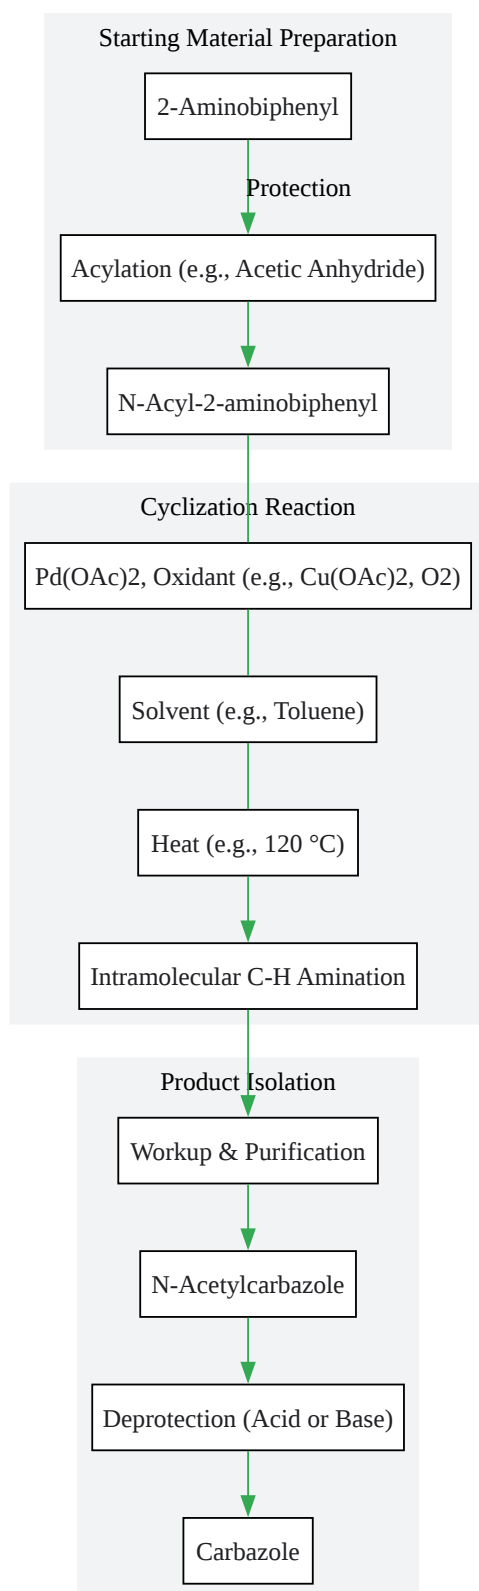 Starting Material Preparation
2-Aminobiphenyl
Protection
Acylation (e.g., Acetic Anhydride)
N-Acyl-2-aminobiphenyl
Cyclization Reaction
Pd(OAc)2, Oxidant (e.g., Cu(OAc)2, O2)
Solvent (e.g., Toluene)
Heat (e.g., 120 °C)
Intramolecular C-H Amination
Product Isolation
Workup & Purification
N-Acetylcarbazole
Deprotection (Acid or Base)
Carbazole